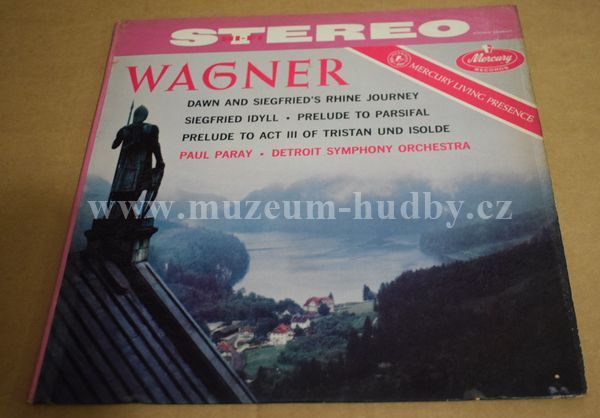 STEREO
Mercury
RECORDS
MERCURY LIVING PRESENCE
WAGNER
DAWN AND SIEGFRIED'S RHINE JOURNEY
SIEGFRIED IDYLL • PRELUDE TO PARSIFAL
PRELUDE TO ACT III OF TRISTAN UND ISOLDE
PAUL PARAY • DETROIT SYMPHONY ORCHESTRA
www.muzeum-hudby.cz